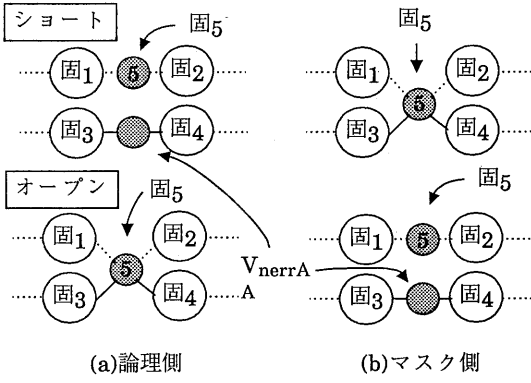 ショート
固5
固1 5 固2
固3 固4
オープン
固5
固1 固2
5
固3 固4
A
(a)論理側
固5
固1 固2
5
固3 固4
固5
固1 5 固2
VnerrA
固3 固4
(b)マスク側